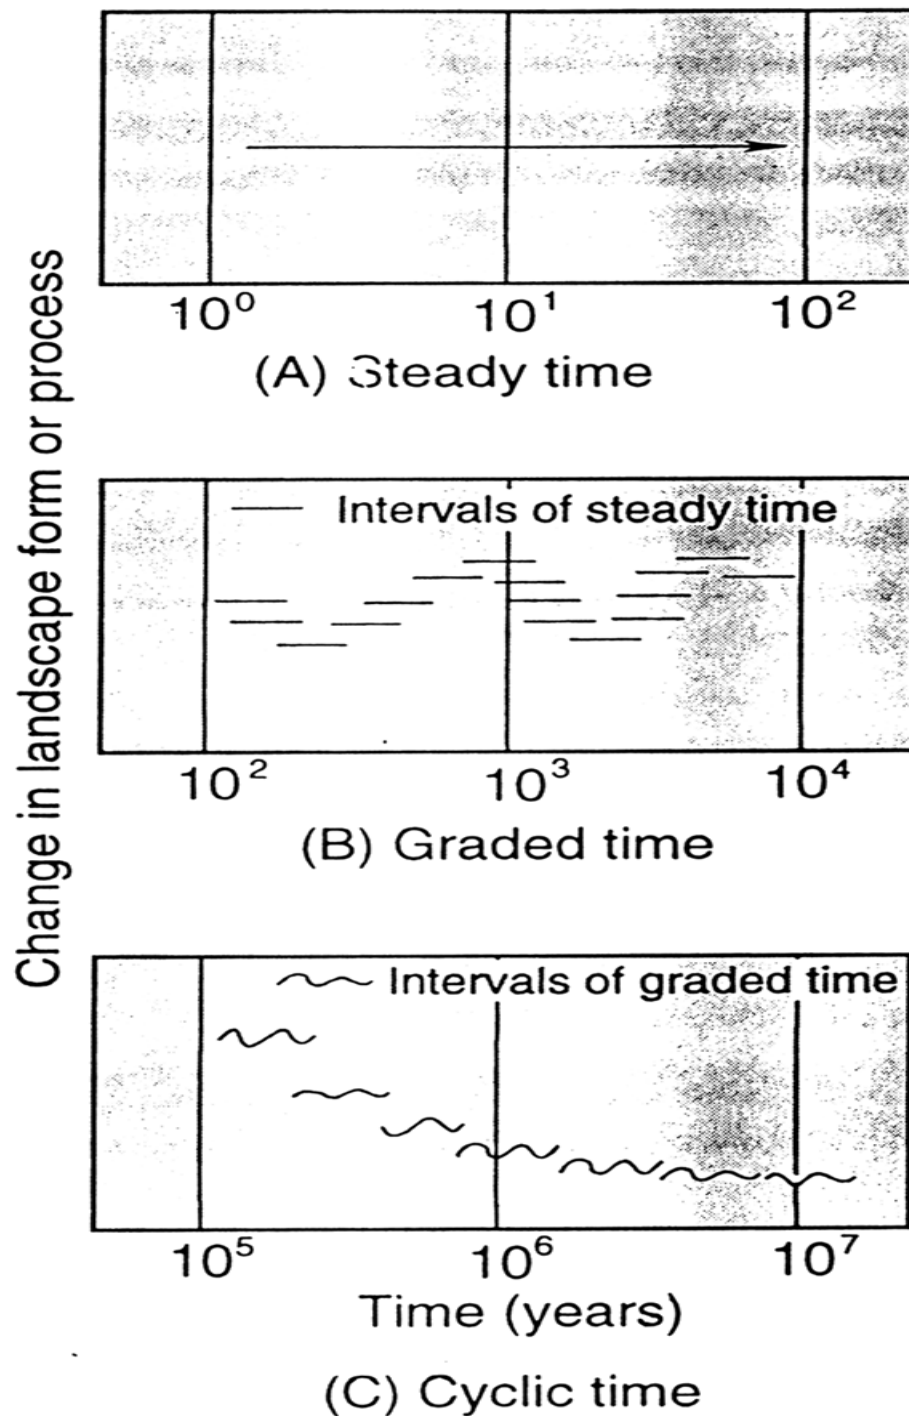 Change in landscape form or process
10⁰ 10¹ 10²
(A) Steady time
Intervals of steady time
10² 10³ 10⁴
(B) Graded time
Intervals of graded time
10⁵ 10⁶ 10⁷
Time (years)
(C) Cyclic time